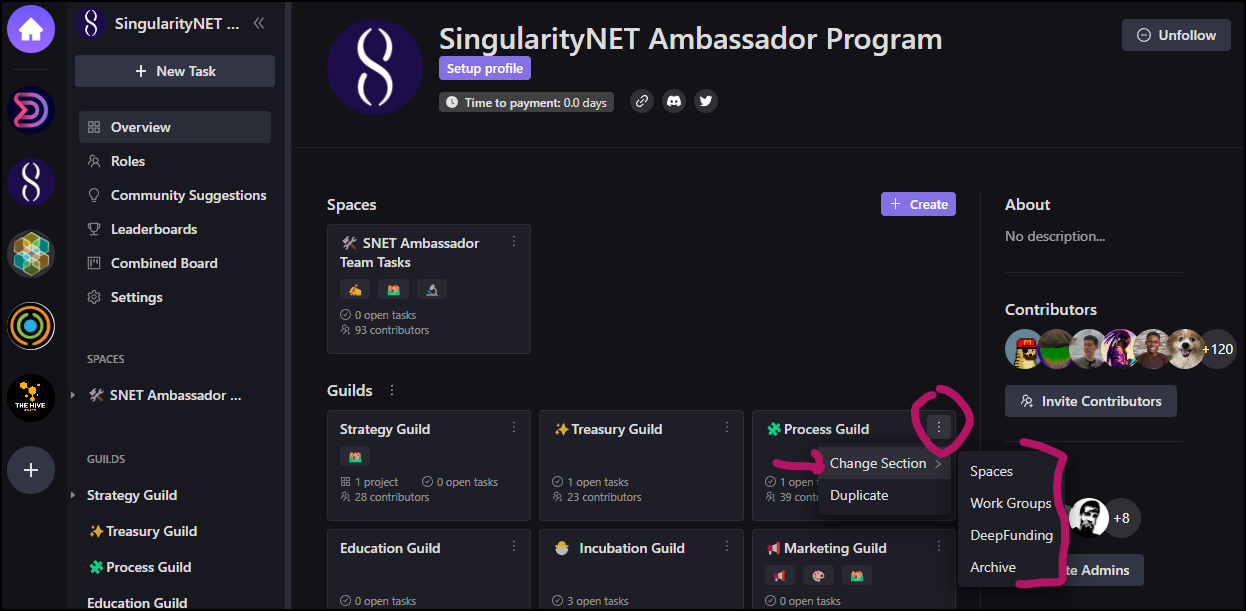 SingularityNET ...
+ New Task
Overview
Roles
Community Suggestions
Leaderboards
Combined Board
Settings
SPACES
SNET Ambassador ...
GUILDS
Strategy Guild
Treasury Guild
Process Guild
Education Guild
THE HIVE
SingularityNET Ambassador Program
Setup profile
Time to payment: 0.0 days
Unfollow
Spaces
+ Create
SNET Ambassador
Team Tasks
0 open tasks
93 contributors
Guilds
Strategy Guild
1 project 0 open tasks
28 contributors
Treasury Guild
1 open tasks
23 contributors
Process Guild
1 open
39
Change Section
Duplicate
Spaces
Work Groups
DeepFunding
Archive
Education Guild
0 open tasks
Incubation Guild
3 open tasks
Marketing Guild
0 open tasks
About
No description...
Contributors
+120
Invite Contributors
+8
Admins